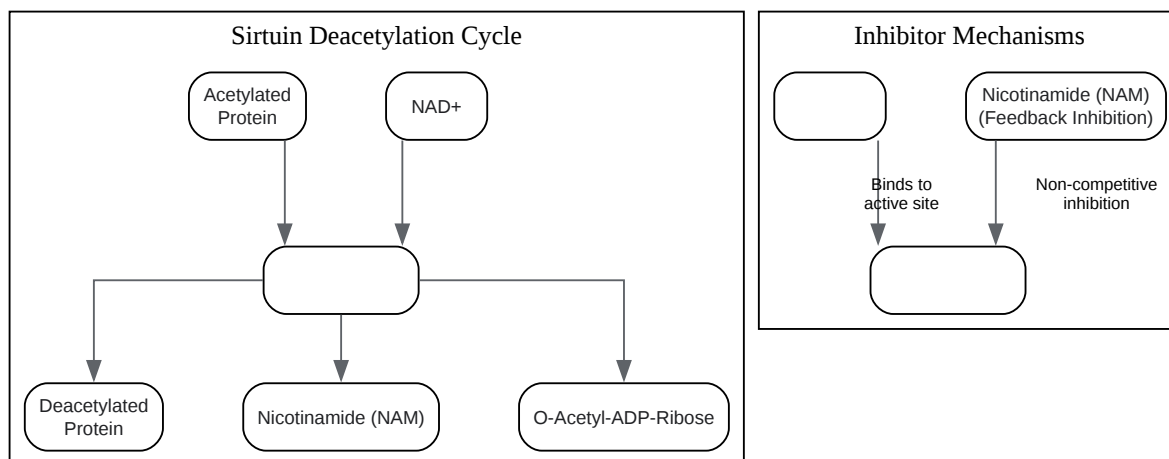 Sirtuin Deacetylation Cycle
Acetylated
Protein
NAD+
Deacetylated
Protein
Nicotinamide (NAM)
O-Acetyl-ADP-Ribose
Inhibitor Mechanisms
Nicotinamide (NAM)
(Feedback Inhibition)
Binds to
active site
Non-competitive
inhibition